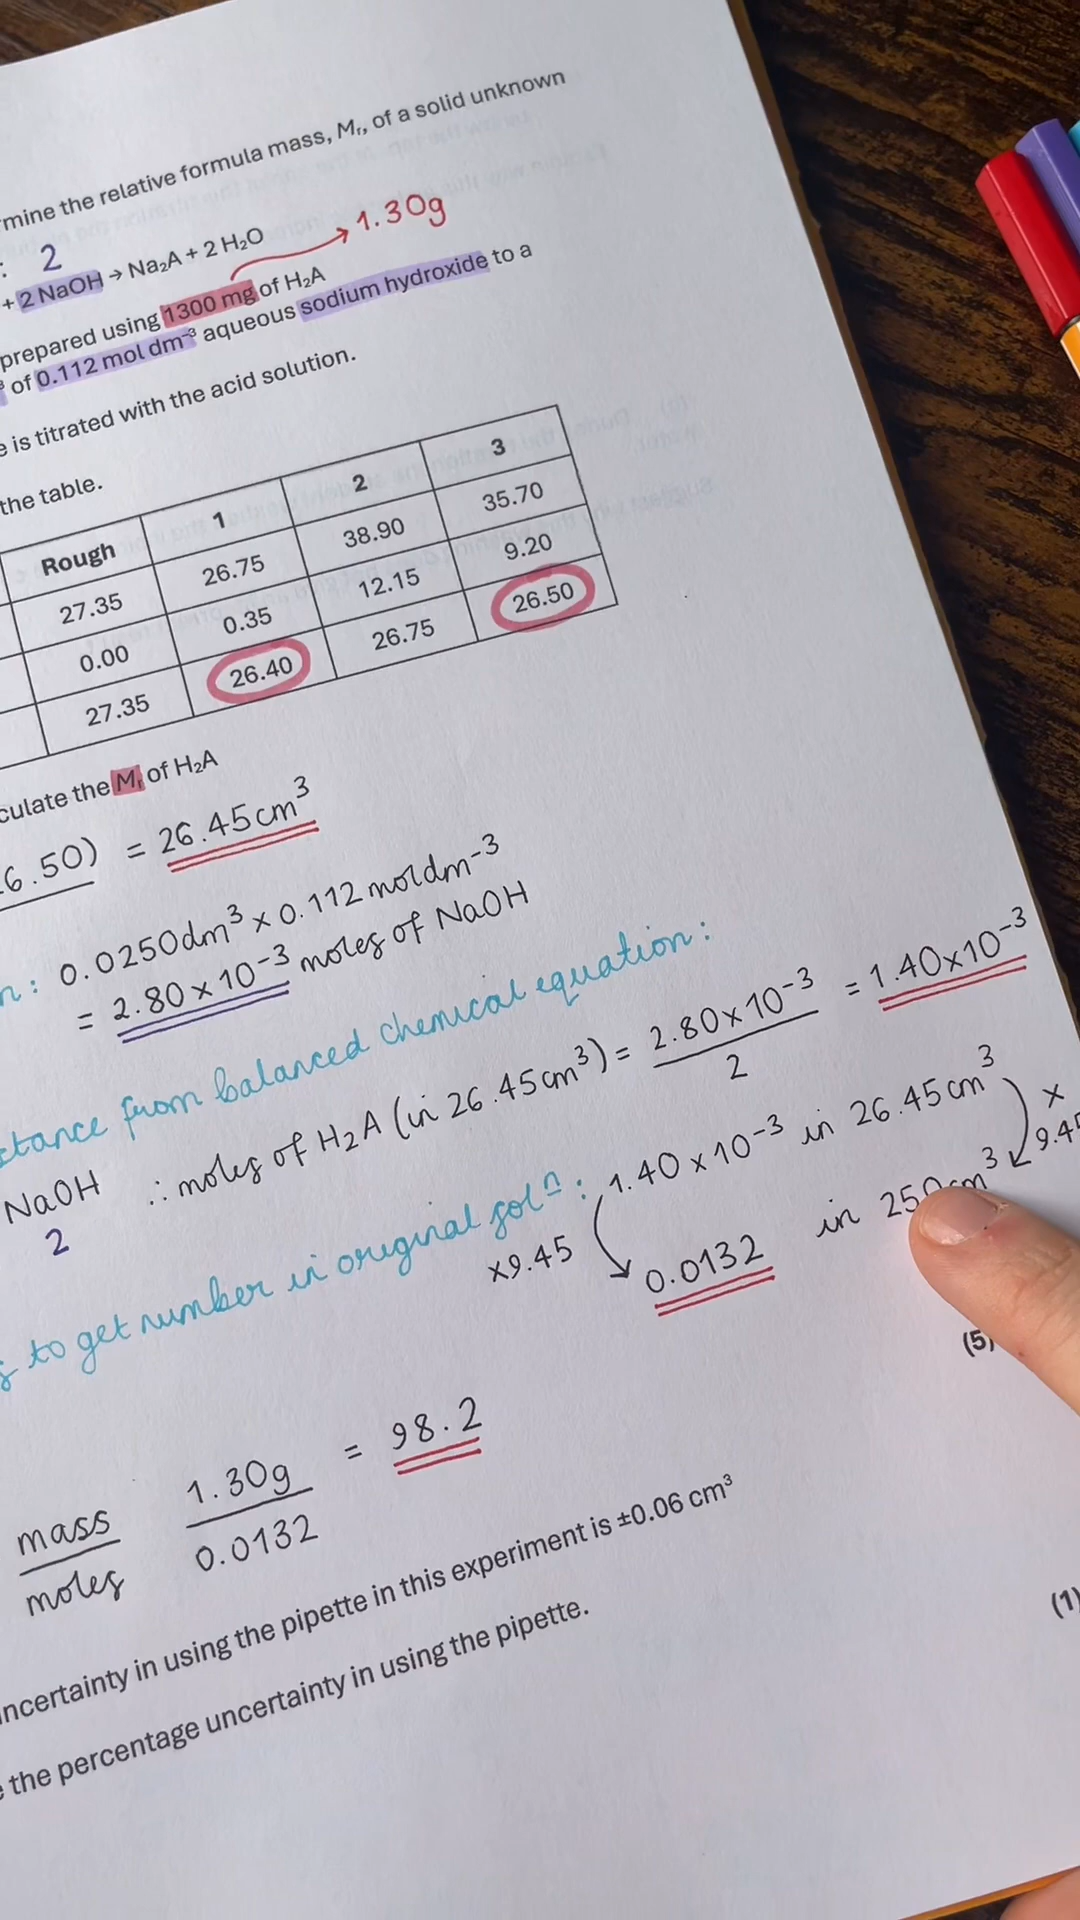 rmine the relative formula mass, Mr, of a solid unknown
: 2
→ 1.30g
+ 2 NaOH → Na₂A + 2 H₂O
prepared using 1300 mg of H₂A
³ of 0.112 mol dm⁻³ aqueous sodium hydroxide to a
e is titrated with the acid solution.
the table.
Rough 1 2 3
27.35 26.75 38.90 35.70
0.00 0.35 12.15 9.20
27.35 26.40 26.75 26.50
culate the Mr of H₂A
6.50) = 26.45cm³
n: 0.0250dm³ x 0.112 moldm⁻³
= 2.80 x 10⁻³ moles of NaOH
stance from balanced chemical equation:
NaOH ∴ moles of H₂A (in 26.45cm³) = 2.80x10⁻³ / 2 = 1.40x10⁻³
2
s to get number in original solⁿ: 1.40 x 10⁻³ in 26.45cm³
x9.45 x 9.45
0.0132 in 250cm³
(5)
mass / moles 1.30g / 0.0132 = 98.2
ncertainty in using the pipette in this experiment is ±0.06 cm³
(1)
e the percentage uncertainty in using the pipette.